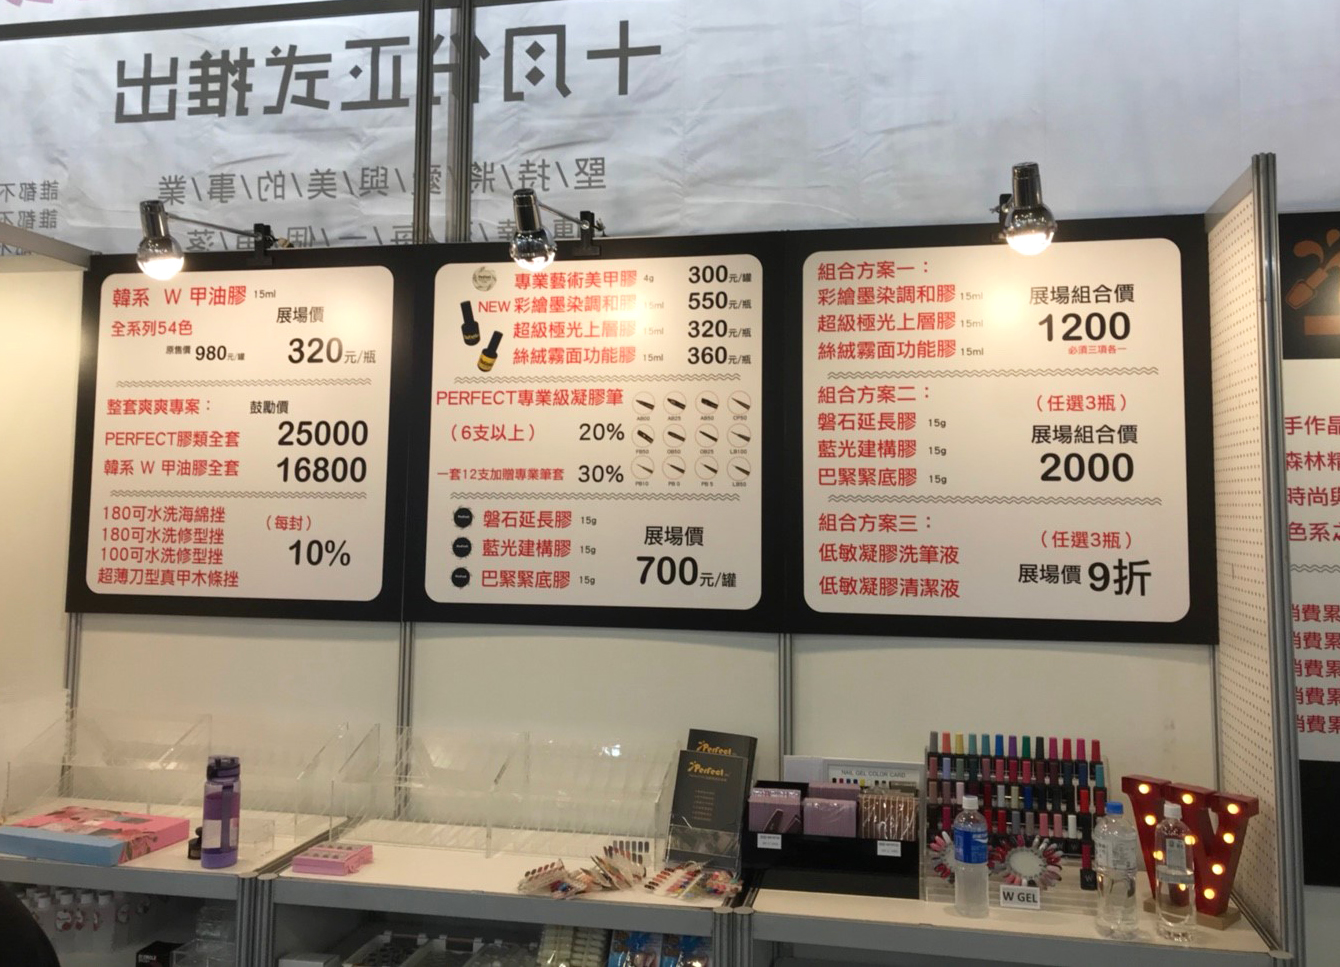 十月份正式推出
堅/持/將/愛/與/美/的/事/業
誰都不
誰都不
韓系 W 甲油膠 15ml
全系列54色
展場價
原售價 980元/罐
320元/瓶
整套爽爽專案：
鼓勵價
PERFECT膠類全套
25000
韓系 W 甲油膠全套
16800
180可水洗海綿挫
180可水洗修型挫
100可水洗修型挫
超薄刀型真甲木條挫
（每封）
10%
專業藝術美甲膠 4g 300元/罐
NEW 彩繪墨染調和膠 15ml 550元/瓶
超級極光上層膠 15ml 320元/瓶
絲絨霧面功能膠 15ml 360元/瓶
PERFECT專業級凝膠筆
（6支以上） 20%
一套12支加贈專業筆套 30%
磐石延長膠 15g
藍光建構膠 15g
巴緊緊底膠 15g
展場價
700元/罐
組合方案一：
彩繪墨染調和膠 15ml
超級極光上層膠 15ml
絲絨霧面功能膠 15ml
展場組合價
1200
必須三項各一
組合方案二：
磐石延長膠 15g
藍光建構膠 15g
巴緊緊底膠 15g
（任選3瓶）
展場組合價
2000
組合方案三：
低敏凝膠洗筆液
低敏凝膠清潔液
（任選3瓶）
展場價 9折
手作晶
森林精
時尚
色系
消費累
消費累
消費累
消費累
消費累
Perfect
Perfect
NAIL GEL COLOR CARD
W GEL
W